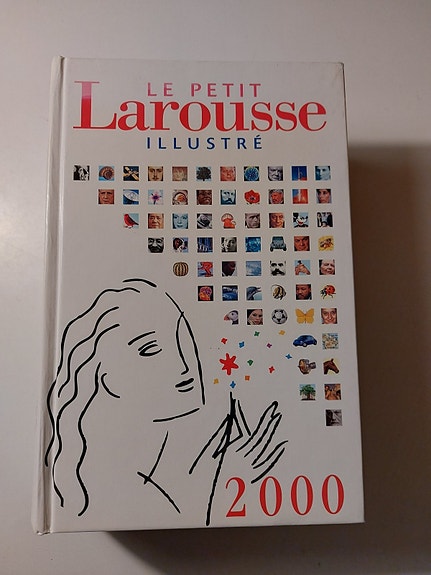 LE PETIT
Larousse
ILLUSTRÉ
2000